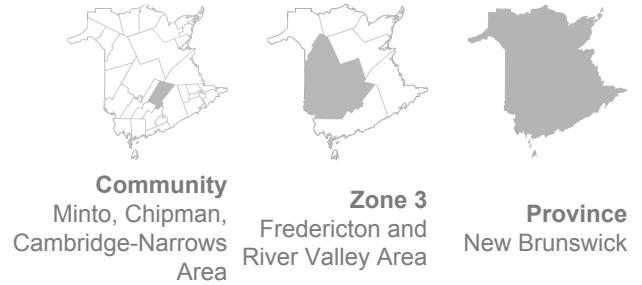 Community
Minto, Chipman,
Cambridge-Narrows
Area
Zone 3
Fredericton and
River Valley Area
Province
New Brunswick